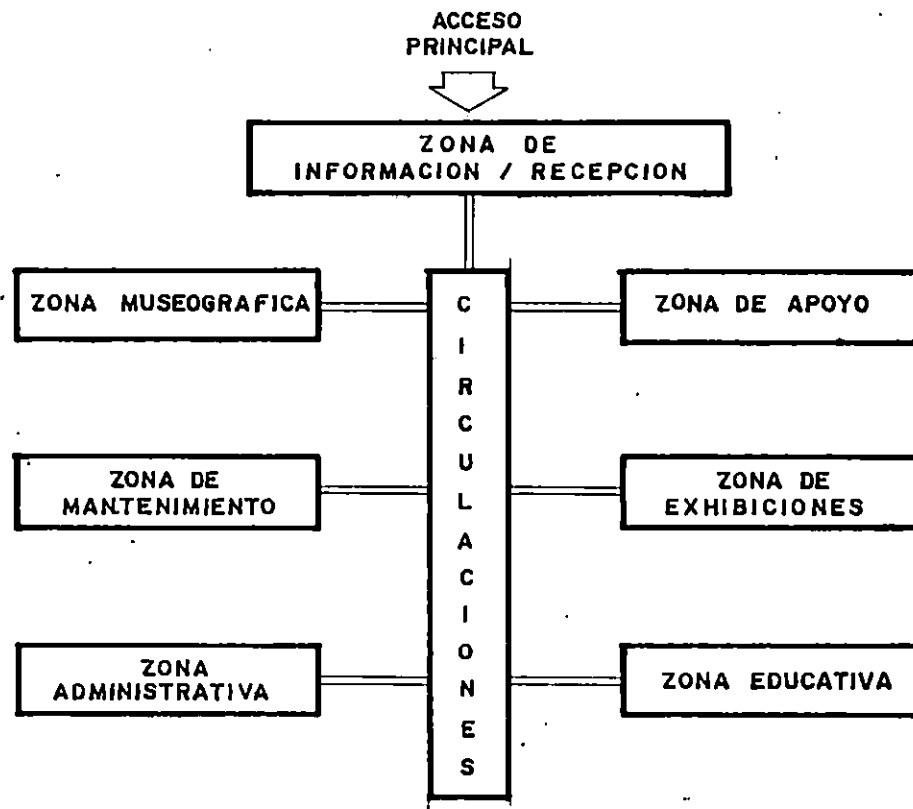 ACCESO
PRINCIPAL
ZONA DE
INFORMACION / RECEPCION
ZONA MUSEOGRAFICA
CIRCULACIONES
ZONA DE APOYO
ZONA DE
MANTENIMIENTO
ZONA DE
EXHIBICIONES
ZONA
ADMINISTRATIVA
ZONA EDUCATIVA